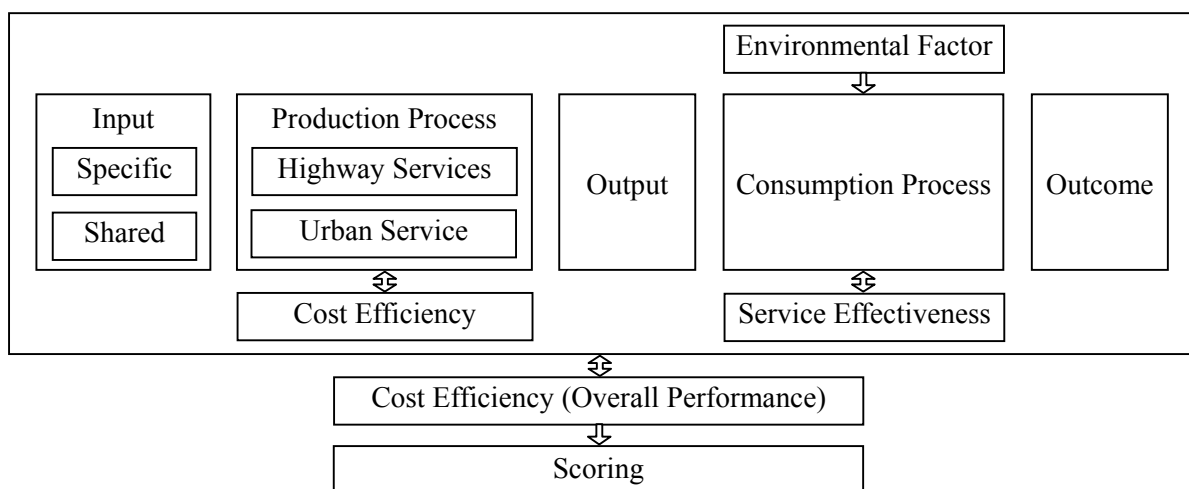 Environmental Factor
Input
Specific
Shared
Production Process
Highway Services
Urban Service
Output
Consumption Process
Outcome
Cost Efficiency
Service Effectiveness
Cost Efficiency (Overall Performance)
Scoring